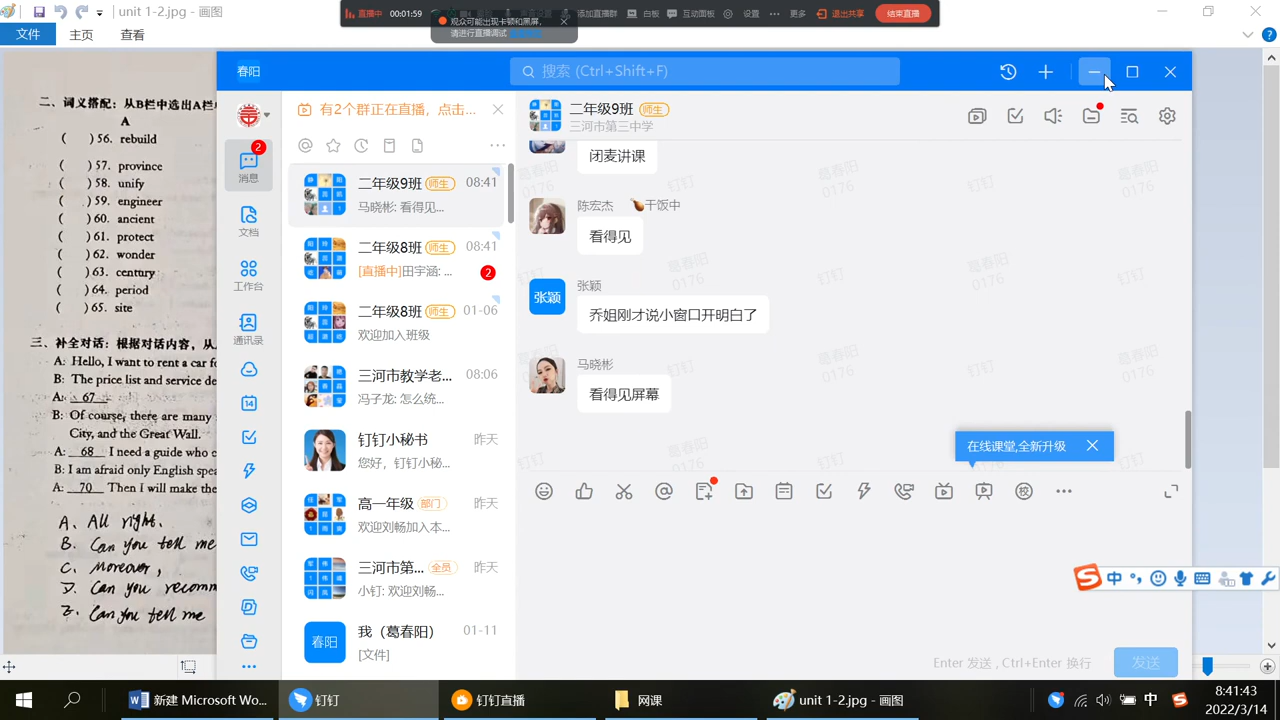 unit 1-2.jpg - 画图
直播中 00:01:59
添加直播群
白板
互动面板
设置
更多
退出共享
结束直播
观众可能出现卡顿和黑屏,
请进行直播调试
文件 主页 查看
春阳
搜索 (Ctrl+Shift+F)
二、词义搭配：从B栏中选出A栏
A
( )56. rebuild
( )57. province
( )58. unify
( )59. engineer
( )60. ancient
( )61. protect
( )62. wonder
( )63. century
( )64. period
( )65. site
三、补全对话：根据对话内容，从
A: Hello, I want to rent a car fo
B: The price list and service de
A: 67
B: Of course, there are many
City, and the Great Wall.
A: 68 I need a guide who c
B: I am afraid only English spea
A: 70 Then I will make the
A. All right.
B. Can you tell me
C. Moreover,
D. Can you recomm
E. Can you tell me
2
消息
文档
工作台
通讯录
14
有2个群正在直播，点击...
二年级9班 师生 08:41
马晓彬: 看得见...
二年级8班 师生 08:41
[直播中]田宇涵: ... 2
二年级8班 师生 01-06
欢迎加入班级
三河市教学老... 08:06
冯子龙: 怎么统...
钉钉小秘书 昨天
您好，钉钉小秘...
高一年级 部门 昨天
欢迎刘畅加入本...
三河市第... 全员 昨天
小钉: 欢迎刘畅...
春阳
我（葛春阳） 01-11
[文件]
二年级9班 师生
三河市第三中学
闭麦讲课
陈宏杰 🍗干饭中
看得见
张颖
张颖
乔姐刚才说小窗口开明白了
马晓彬
看得见屏幕
葛春阳
0176
钉钉
在线课堂,全新升级
校
中
Enter 发送 , Ctrl+Enter 换行
发送
新建 Microsoft Wo...
钉钉
钉钉直播
网课
unit 1-2.jpg - 画图
中
8:41:43
2022/3/14